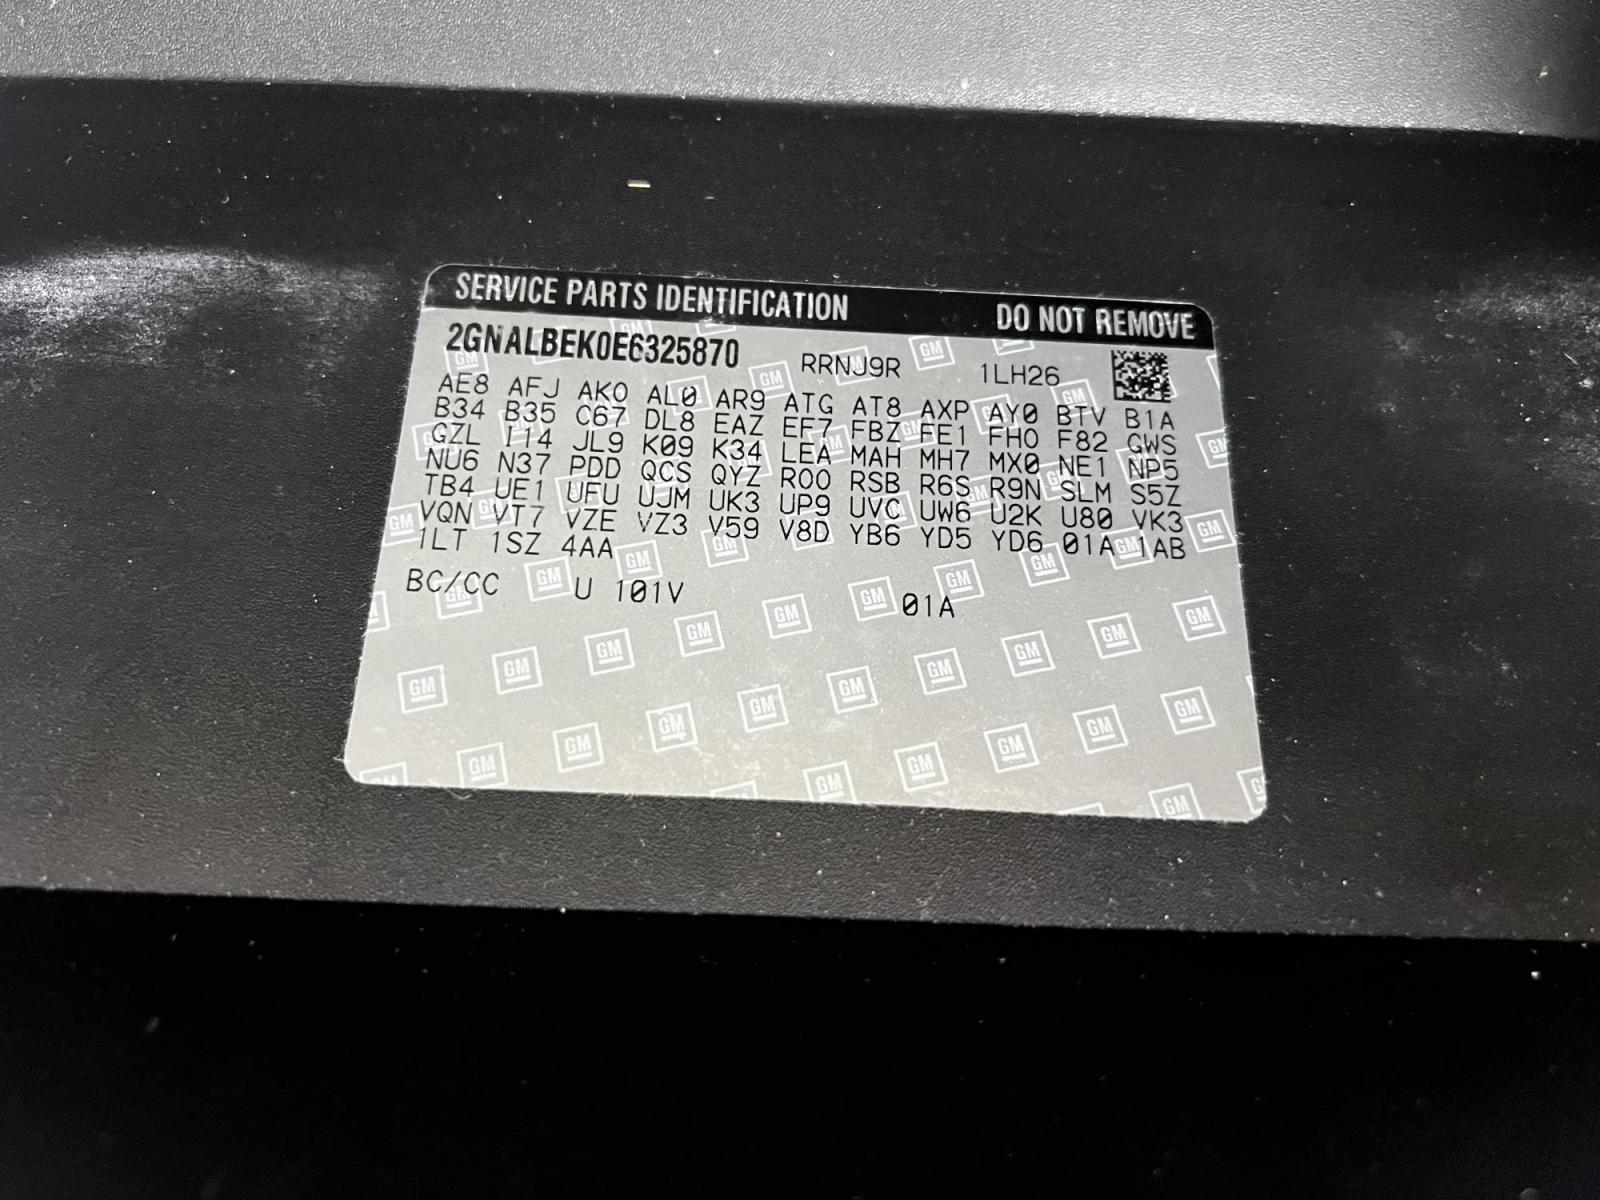 SERVICE PARTS IDENTIFICATION DO NOT REMOVE
2GNALBEK0E6325870 RRNJ9R 1LH26
AE8 AFJ AKO AL0 AR9 ATG AT8 AXP AY0 BTV B1A
B34 B35 C67 DL8 EAZ EF7 FBZ FE1 FHO F82 GWS
GZL I14 JL9 K09 K34 LEA MAH MH7 MX0 NE1 NP5
NU6 N37 PDD QCS QYZ R00 RSB R6S R9N SLM S5Z
TB4 UE1 UFU UJM UK3 UP9 UVC UW6 U2K U80 VK3
VQN VT7 VZE VZ3 V59 V8D YB6 YD5 YD6 01A 1AB
1LT 1SZ 4AA
BC/CC U 101V 01A
GM